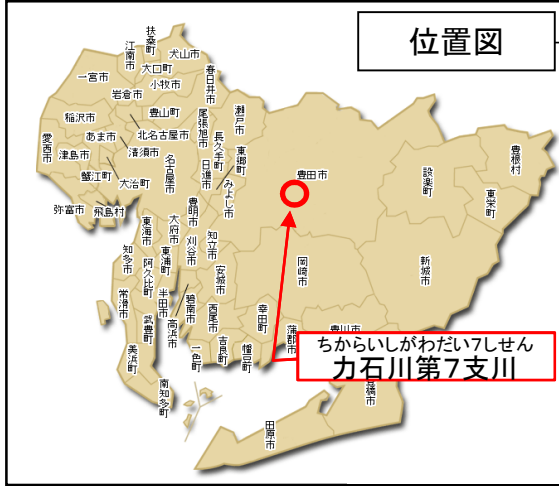 位置図
扶桑町
江南市
犬山市
大口町
一宮市
小牧市
岩倉市
春日井市
稲沢市
豊山町
瀬戸市
尾張旭市
北名古屋市
あま市
清須市
愛西市
津島市
長久手町
東郷町
蟹江町
大治町
名古屋市
日進市
みよし市
豊田市
設楽町
豊根村
東栄町
弥富市
飛島村
豊明市
東海市
大府市
刈谷市
知立市
知多市
東浦町
阿久比町
安城市
岡崎市
新城市
常滑市
半田市
碧南市
高浜市
西尾市
幸田町
武豊町
一色町
吉良町
幡豆町
蒲郡市
豊川市
美浜町
南知多町
ちからいしがわだい7しせん
力石川第7支川
橋市
田原市